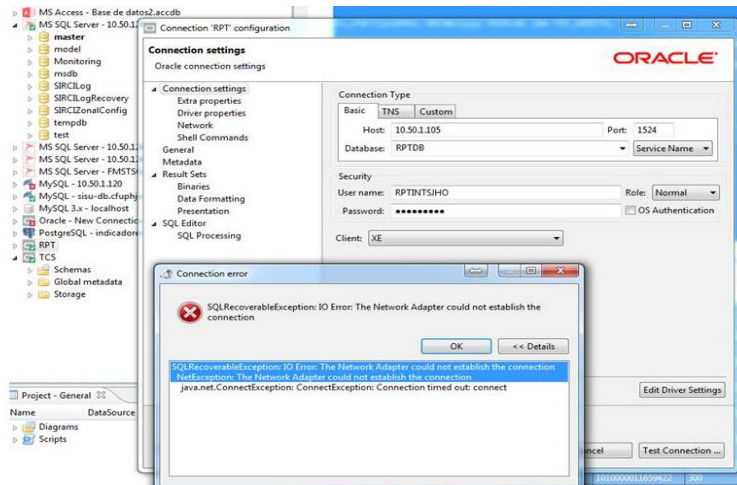 MS Access - Base de datos2.accdb
MS SQL Server - 10.50.12
master
model
Monitoring
msdb
SIRCILog
SIRCILogRecovery
SIRCIZonalConfig
tempdb
test
MS SQL Server - 10.50.12
MS SQL Server - 10.50.12
MS SQL Server - FMSTS
MySQL - 10.50.1.120
MySQL - sisu-db.cfuphj
MySQL 3.x - localhost
Oracle - New Connectio
PostgreSQL - indicadore
RPT
TCS
Schemas
Global metadata
Storage
Project - General
Name DataSource
Diagrams
Scripts
Connection 'RPT' configuration
Connection settings
Oracle connection settings
ORACLE
Connection settings
Extra properties
Driver properties
Network
Shell Commands
General
Metadata
Result Sets
Binaries
Data Formatting
Presentation
SQL Editor
SQL Processing
Connection Type
Basic TNS Custom
Host: 10.50.1.105 Port: 1524
Database: RPTDB Service Name
Security
User name: RPTINTSJHO Role: Normal
Password: ●●●●●●●●● OS Authentication
Client: XE
Edit Driver Settings
ncel Test Connection ...
Connection error
SQLRecoverableException: IO Error: The Network Adapter could not establish the
connection
OK << Details
SQLRecoverableException: IO Error: The Network Adapter could not establish the connection
NetException: The Network Adapter could not establish the connection
java.net.ConnectException: ConnectException: Connection timed out: connect
300